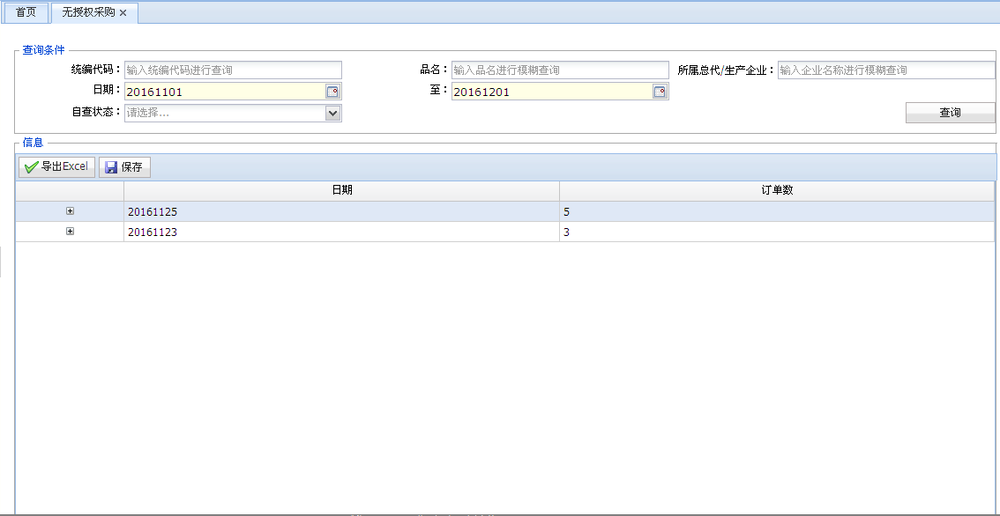 首页 无授权采购
查询条件
统编代码： 输入统编代码进行查询 品名： 输入品名进行模糊查询 所属总代/生产企业： 输入企业名称进行模糊查询
日期： 20161101 至： 20161201
自查状态： 请选择... 查询
信息
导出Excel 保存
日期 订单数
20161125 5
20161123 3